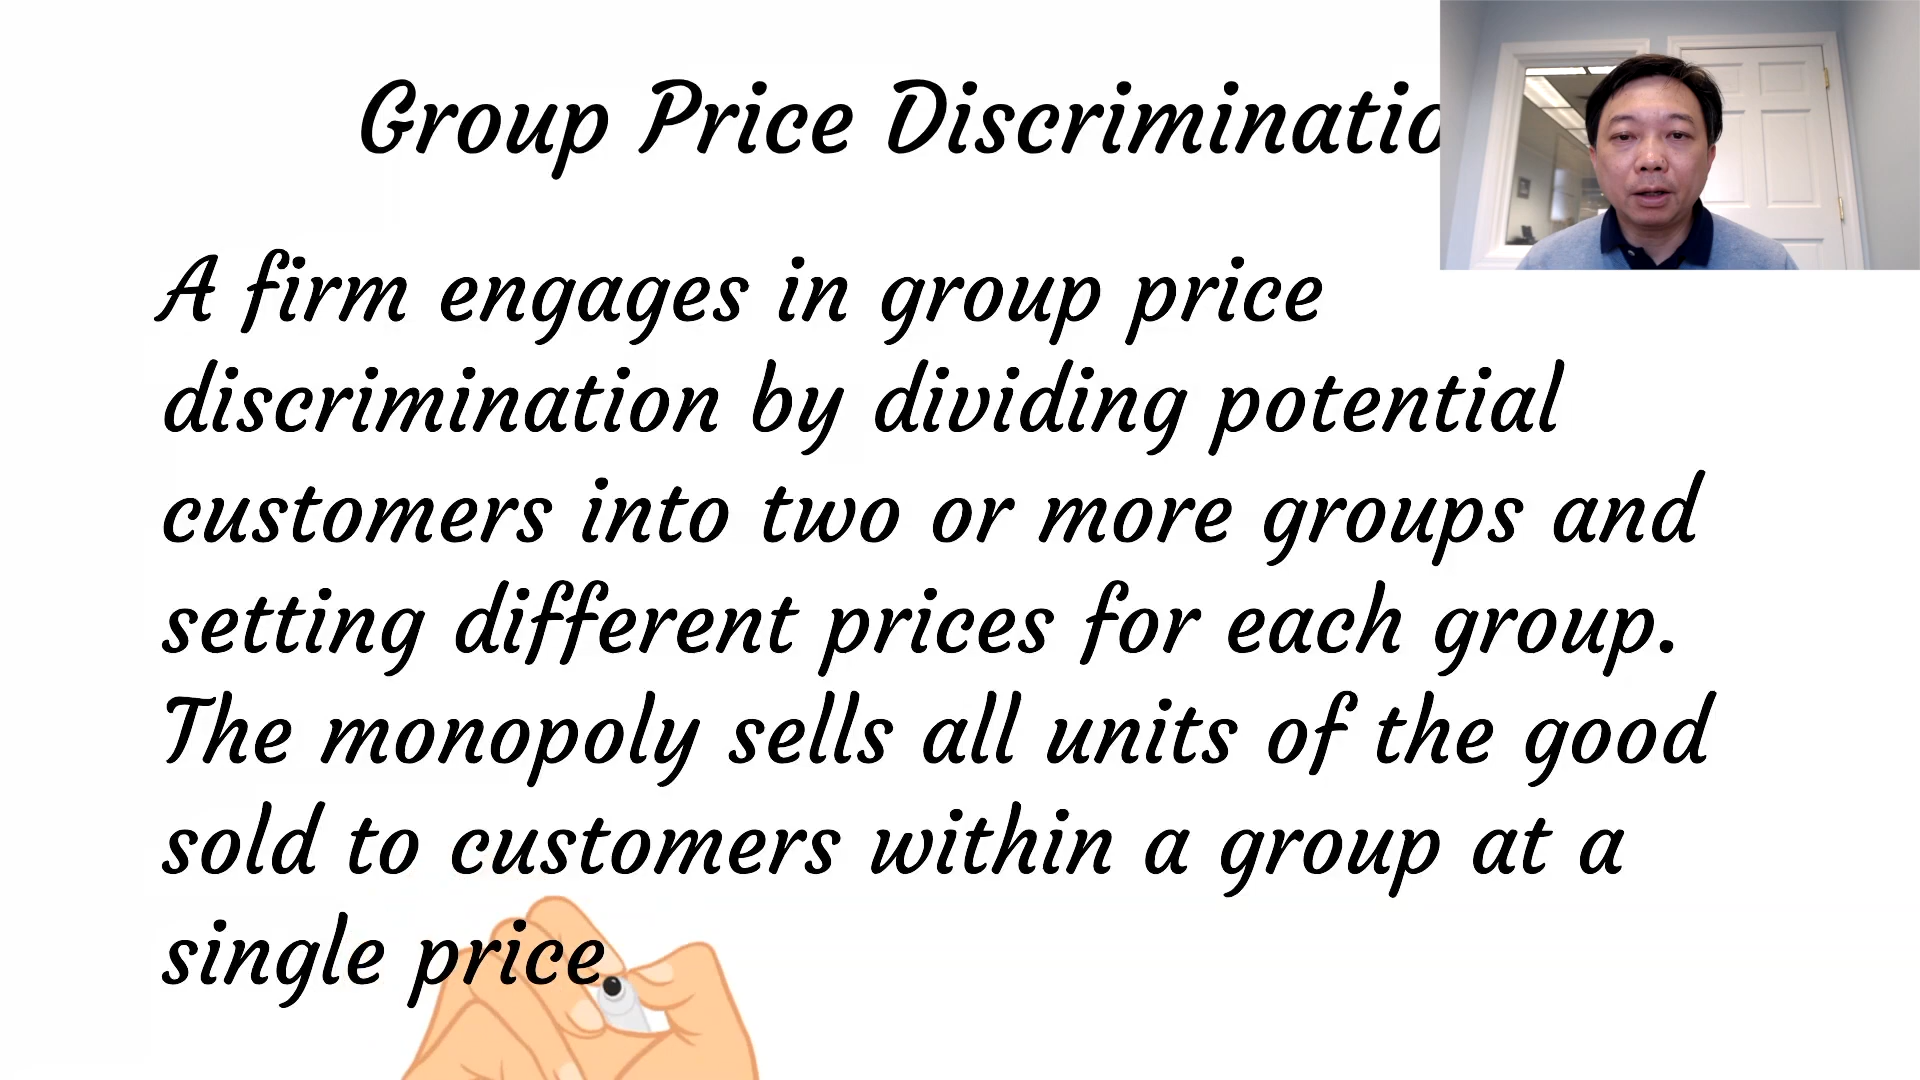 Group Price Discriminatio
A firm engages in group price
discrimination by dividing potential
customers into two or more groups and
setting different prices for each group.
The monopoly sells all units of the good
sold to customers within a group at a
single price.